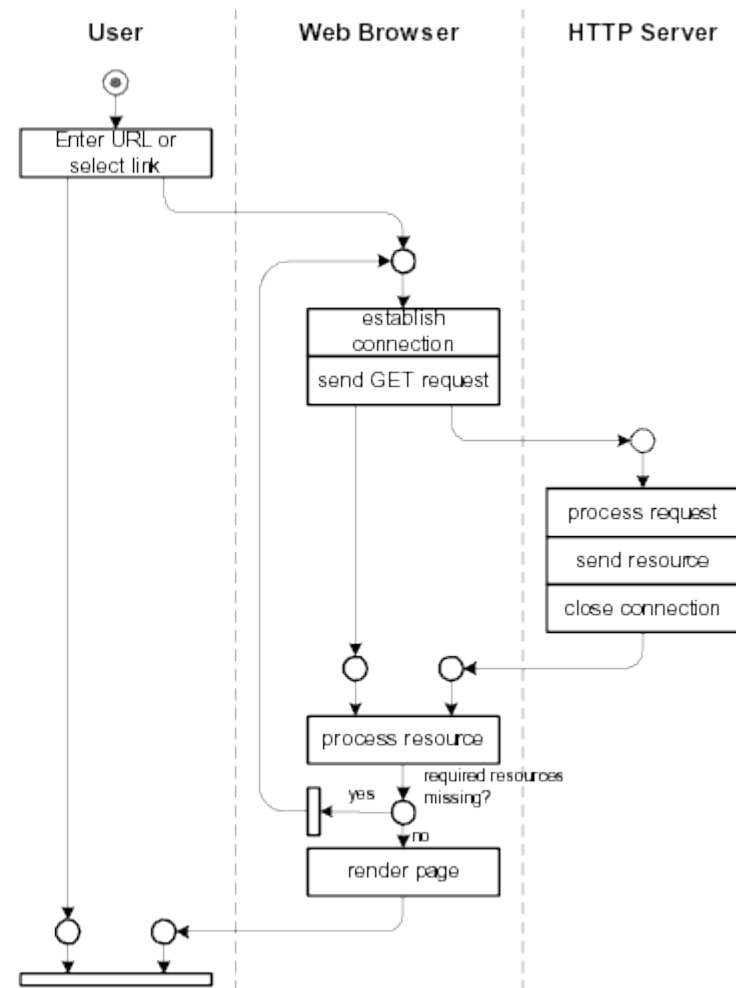 User
Web Browser
HTTP Server
Enter URL or
select link
establish
connection
send GET request
process request
send resource
close connection
process resource
required resources
missing?
yes
no
render page